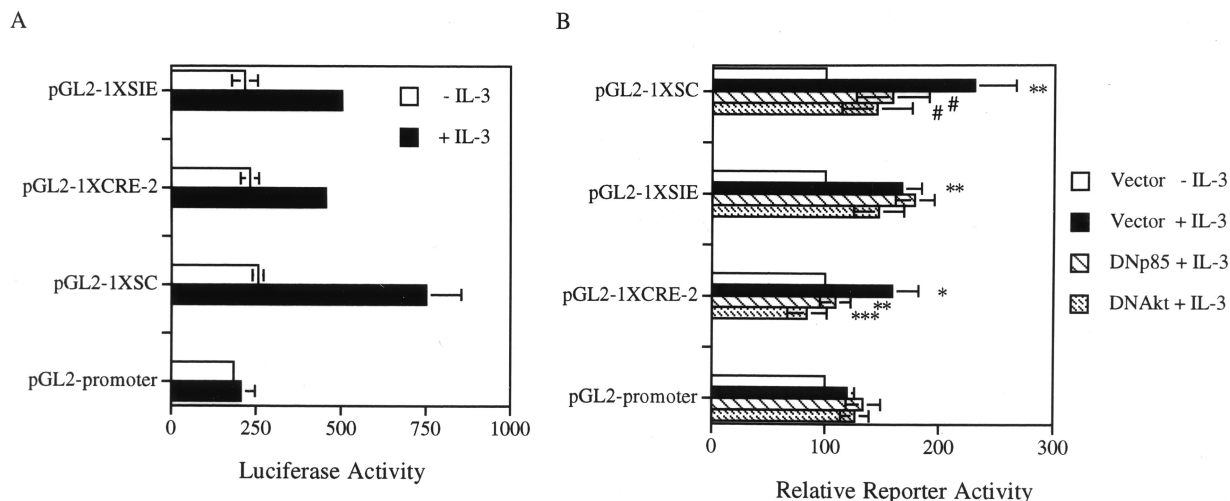 A
pGL2-1XSIE
pGL2-1XCRE-2
pGL2-1XSC
pGL2-promoter
- IL-3
+ IL-3
0 250 500 750 1000
Luciferase Activity
B
pGL2-1XSC
**
#
#
pGL2-1XSIE
**
pGL2-1XCRE-2
*
**
***
pGL2-promoter
0 100 200 300
Relative Reporter Activity
Vector - IL-3
Vector + IL-3
DNp85 + IL-3
DNAkt + IL-3